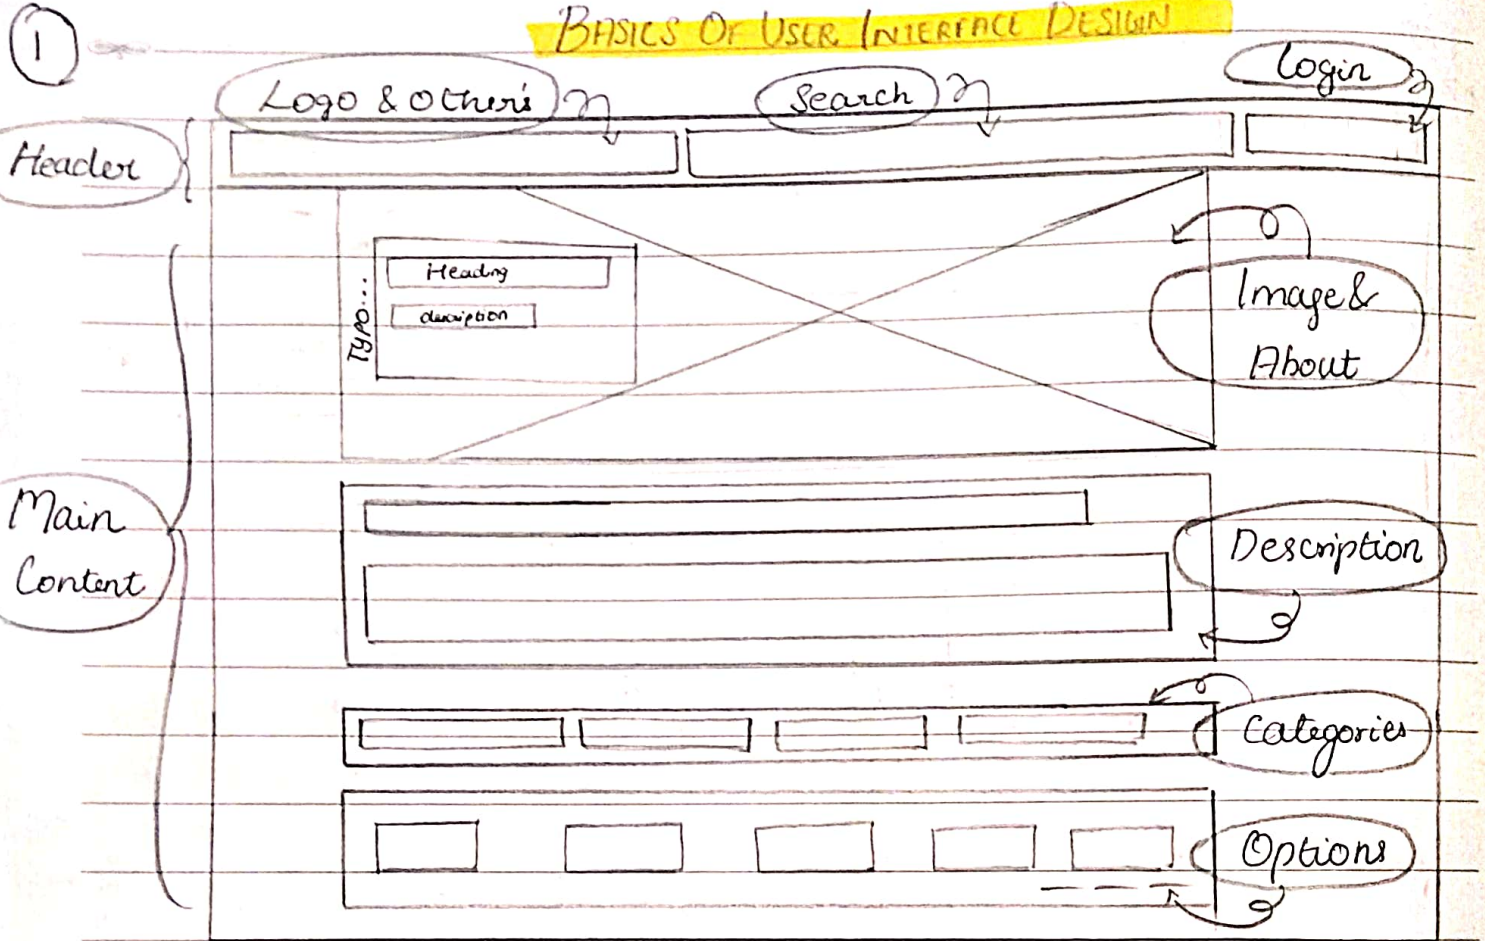 1
BASICS OF USER INTERFACE DESIGN
Logo & Other's
Search
Login
Header
Heading
description
TYPO...
Image &
About
Main
Content
Description
Categories
Options